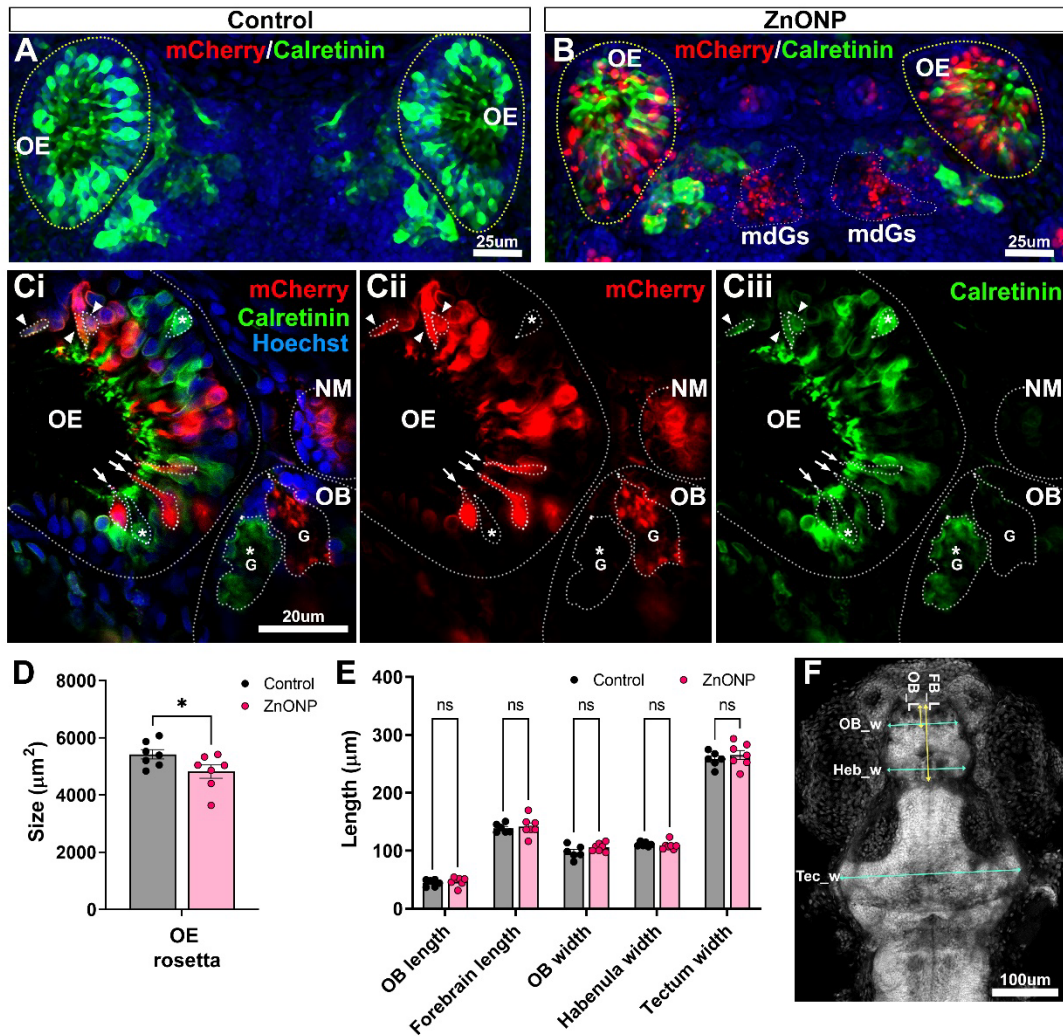 Control
ZnONP
A
mCherry/Calretinin
OE
OE
25um
B
mCherry/Calretinin
OE
OE
mdGs
mdGs
25um
Ci
mCherry
Calretinin
Hoechst
*
NM
OE
OB
*
*
G
G
20um
Cii
mCherry
*
NM
OE
OB
*
*
G
G
Ciii
Calretinin
*
NM
OE
OB
*
*
G
G
D
Control
ZnONP
*
Size (μm²)
8000
6000
4000
2000
0
OE
rosetta
E
Control
ZnONP
ns
ns
ns
ns
ns
Length (μm)
400
300
200
100
0
OB length
Forebrain length
OB width
Habenula width
Tectum width
F
FB_L
OB_L
OB_w
Heb_w
Tec_w
100um